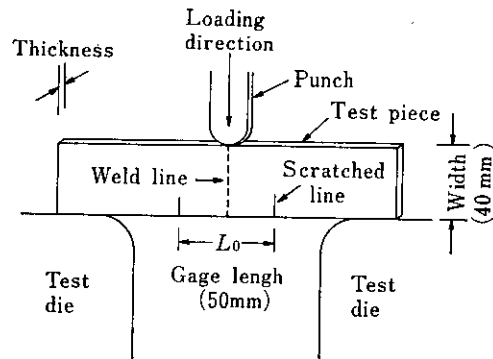 Loading
direction
Thickness
Punch
Test piece
Weld line
Scratched
line
Width
(40 mm)
L₀
Gage lengh
(50mm)
Test
die
Test
die